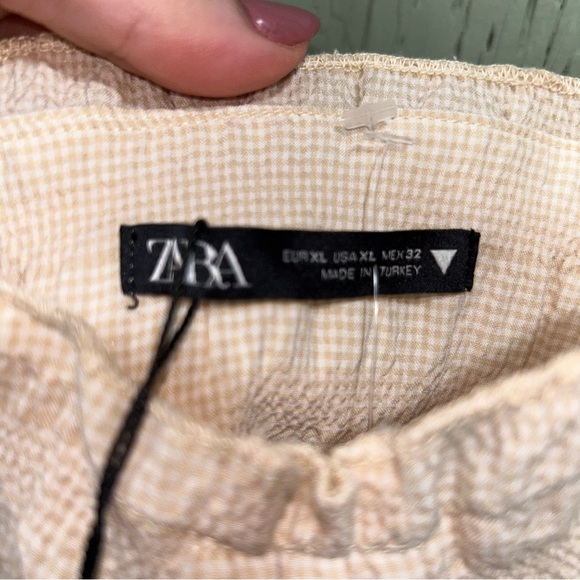 ZARA
EUR XL USA XL MEX 32
MADE IN TURKEY